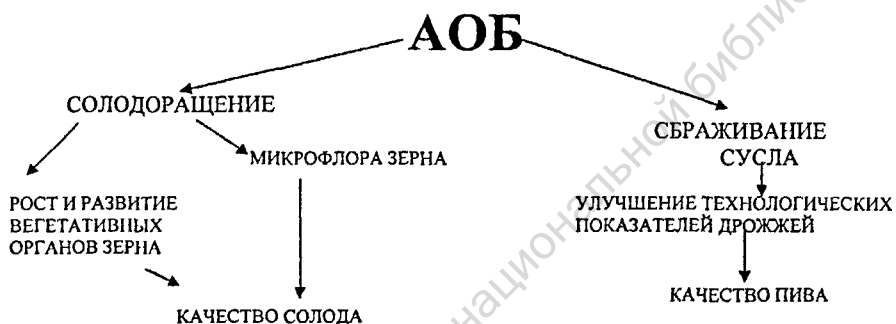 АОБ
СОЛОДОРАЩЕНИЕ
СБРАЖИВАНИЕ
СУСЛА
МИКРОФЛОРА ЗЕРНА
РОСТ И РАЗВИТИЕ
ВЕГЕТАТИВНЫХ
ОРГАНОВ ЗЕРНА
УЛУЧШЕНИЕ ТЕХНОЛОГИЧЕСКИХ
ПОКАЗАТЕЛЕЙ ДРОЖЖЕЙ
КАЧЕСТВО СОЛОДА
КАЧЕСТВО ПИВА